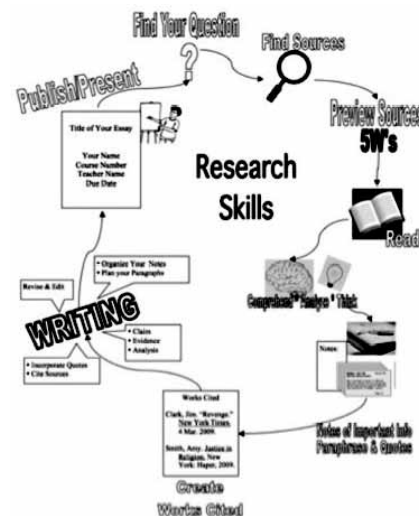 Find Your Question
Find Sources
Preview Sources
5W's
Read
Comprehend * Analyze * Think
Notes:
Notes of Important Info
Paraphrase & Quotes
Works Cited
Clark, Jim. "Revenge."
New York Times.
4 Mar. 2009.
Smith, Amy. Justice in
Religion, New
York: Haper, 2009.
Create
Works Cited
WRITING
• Organize Your Notes
• Plan your Paragraphs
Revise & Edit
• Claim
• Evidence
• Analysis
• Incorporate Quotes
• Cite Sources
Publish/Present
Title of Your Essay
Your Name
Course Number
Teacher Name
Due Date
Research
Skills